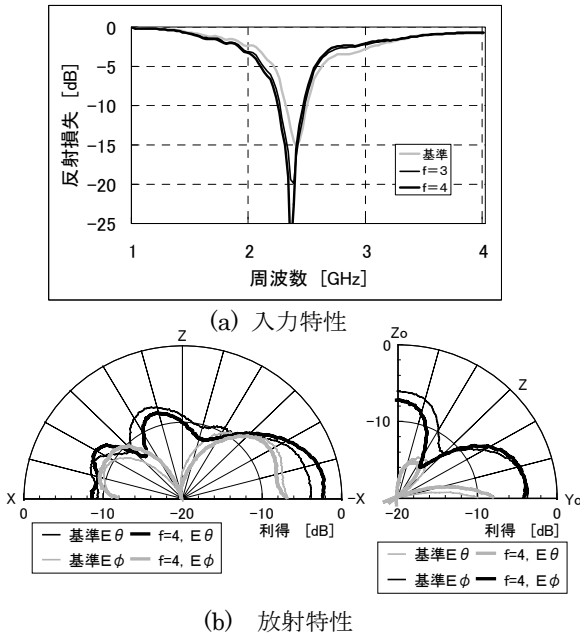 0
−5
−10
−15
−20
−25
反射損失 [dB]
基準
f=3
f=4
1 2 3 4
周波数 [GHz]
(a) 入力特性
Z
X
0 -10 -20 -10 0
-X
利得 [dB]
基準Eθ f=4, Eθ
基準Eφ f=4, Eφ
Zo
0
Z
-10
-20
-20 -10 0
Yo
利得 [dB]
基準Eθ f=4, Eθ
基準Eφ f=4, Eφ
(b) 放射特性